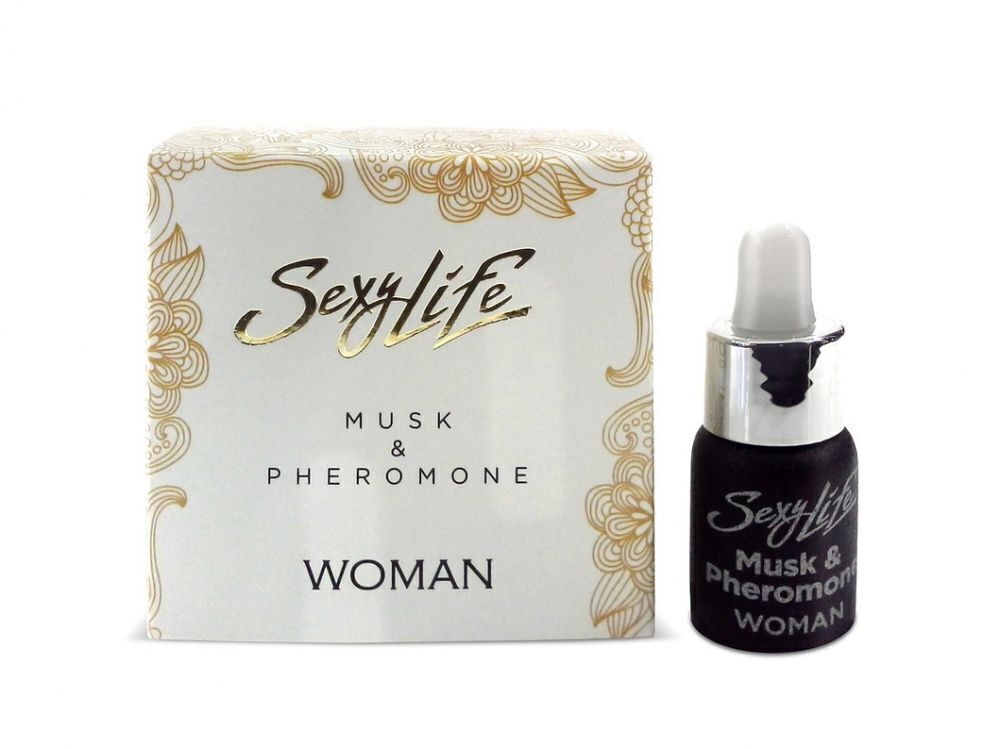 SexyLife
MUSK
&
PHEROMONE
WOMAN
SexyLife
Musk &
Pheromone
WOMAN